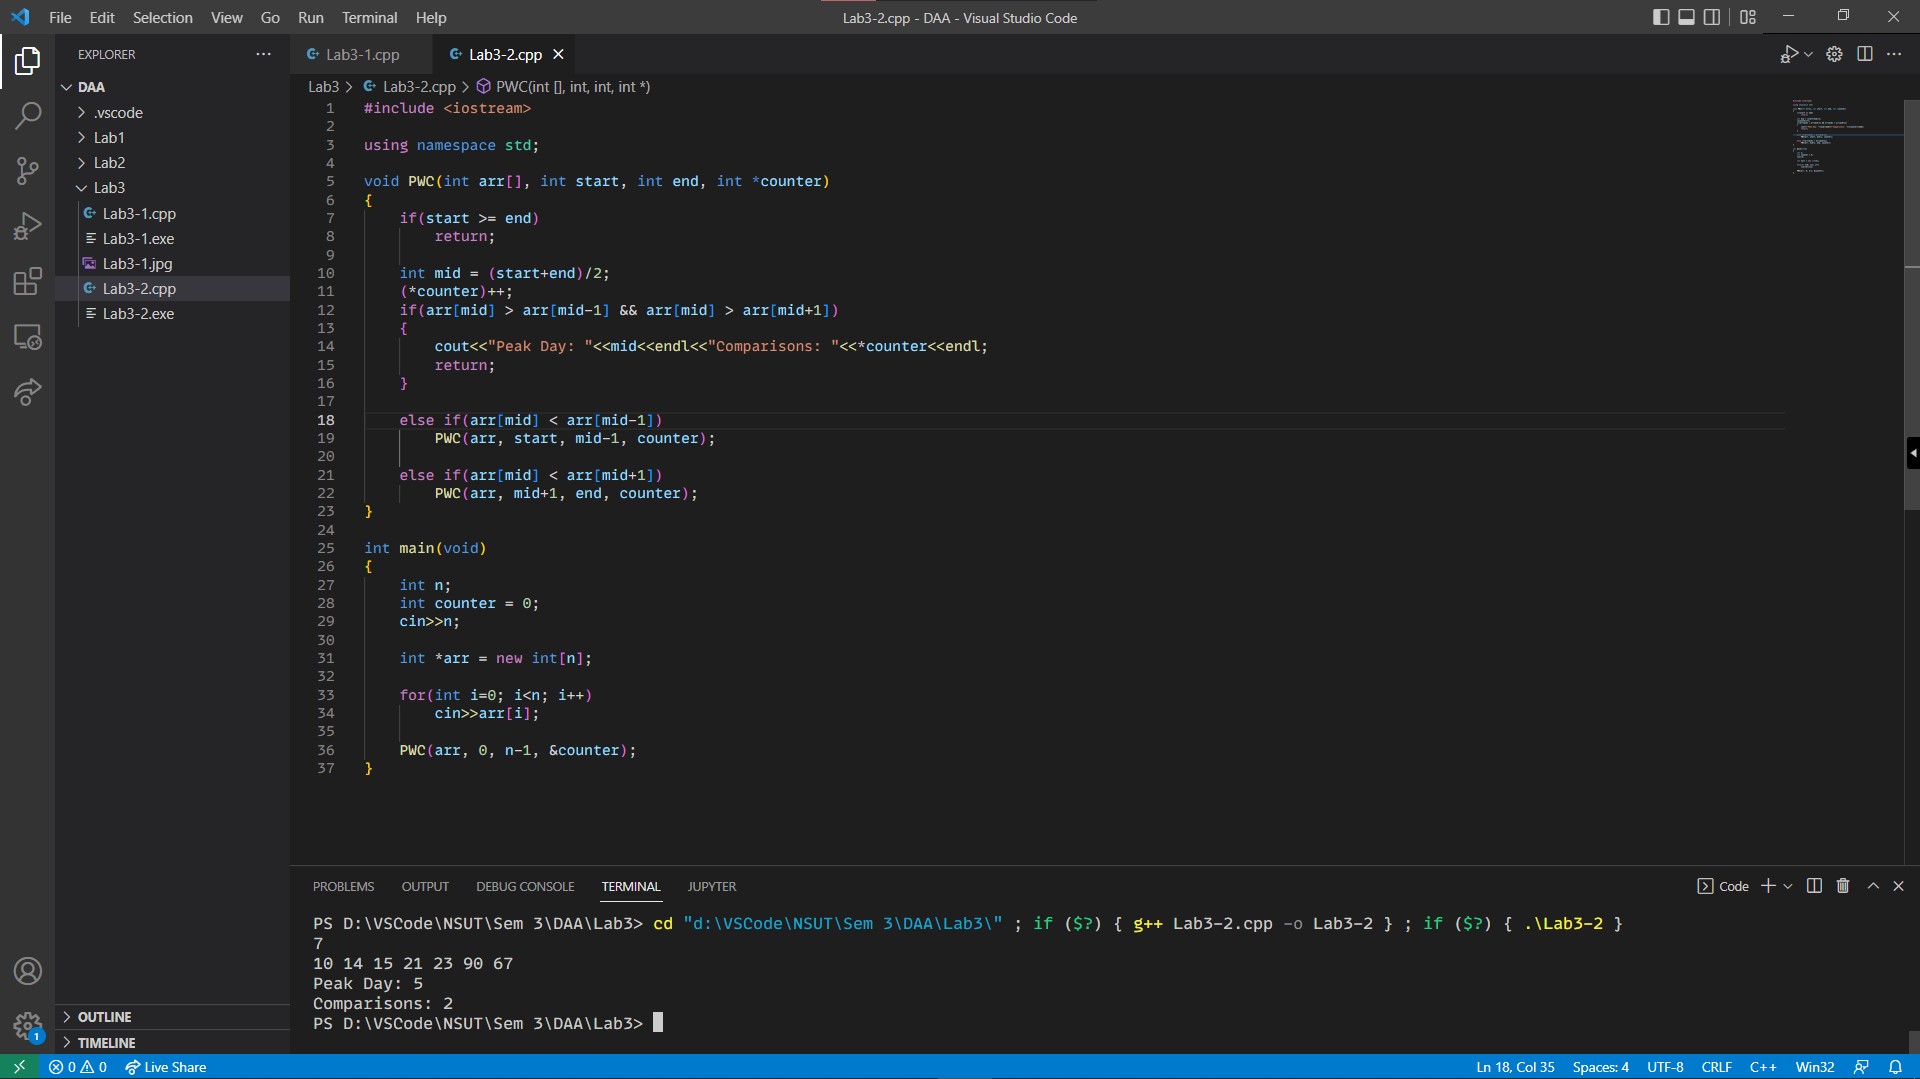 File Edit Selection View Go Run Terminal Help
Lab3-2.cpp - DAA - Visual Studio Code
EXPLORER
DAA
.vscode
Lab1
Lab2
Lab3
Lab3-1.cpp
Lab3-1.exe
Lab3-1.jpg
Lab3-2.cpp
Lab3-2.exe
OUTLINE
TIMELINE
1
Lab3-1.cpp Lab3-2.cpp
Lab3 > Lab3-2.cpp > PWC(int [], int, int, int *)
1 #include <iostream>
2
3 using namespace std;
4
5 void PWC(int arr[], int start, int end, int *counter)
6 {
7     if(start >= end)
8         return;
9
10     int mid = (start+end)/2;
11     (*counter)++;
12     if(arr[mid] > arr[mid-1] && arr[mid] > arr[mid+1])
13     {
14         cout<<"Peak Day: "<<mid<<endl<<"Comparisons: "<<*counter<<endl;
15         return;
16     }
17
18     else if(arr[mid] < arr[mid-1])
19         PWC(arr, start, mid-1, counter);
20
21     else if(arr[mid] < arr[mid+1])
22         PWC(arr, mid+1, end, counter);
23 }
24
25 int main(void)
26 {
27     int n;
28     int counter = 0;
29     cin>>n;
30
31     int *arr = new int[n];
32
33     for(int i=0; i<n; i++)
34         cin>>arr[i];
35
36     PWC(arr, 0, n-1, &counter);
37 }
PROBLEMS OUTPUT DEBUG CONSOLE TERMINAL JUPYTER
Code
PS D:\VSCode\NSUT\Sem 3\DAA\Lab3> cd "d:\VSCode\NSUT\Sem 3\DAA\Lab3\" ; if ($?) { g++ Lab3-2.cpp -o Lab3-2 } ; if ($?) { .\Lab3-2 }
7
10 14 15 21 23 90 67
Peak Day: 5
Comparisons: 2
PS D:\VSCode\NSUT\Sem 3\DAA\Lab3>
0 0 Live Share
Ln 18, Col 35 Spaces: 4 UTF-8 CRLF C++ Win32